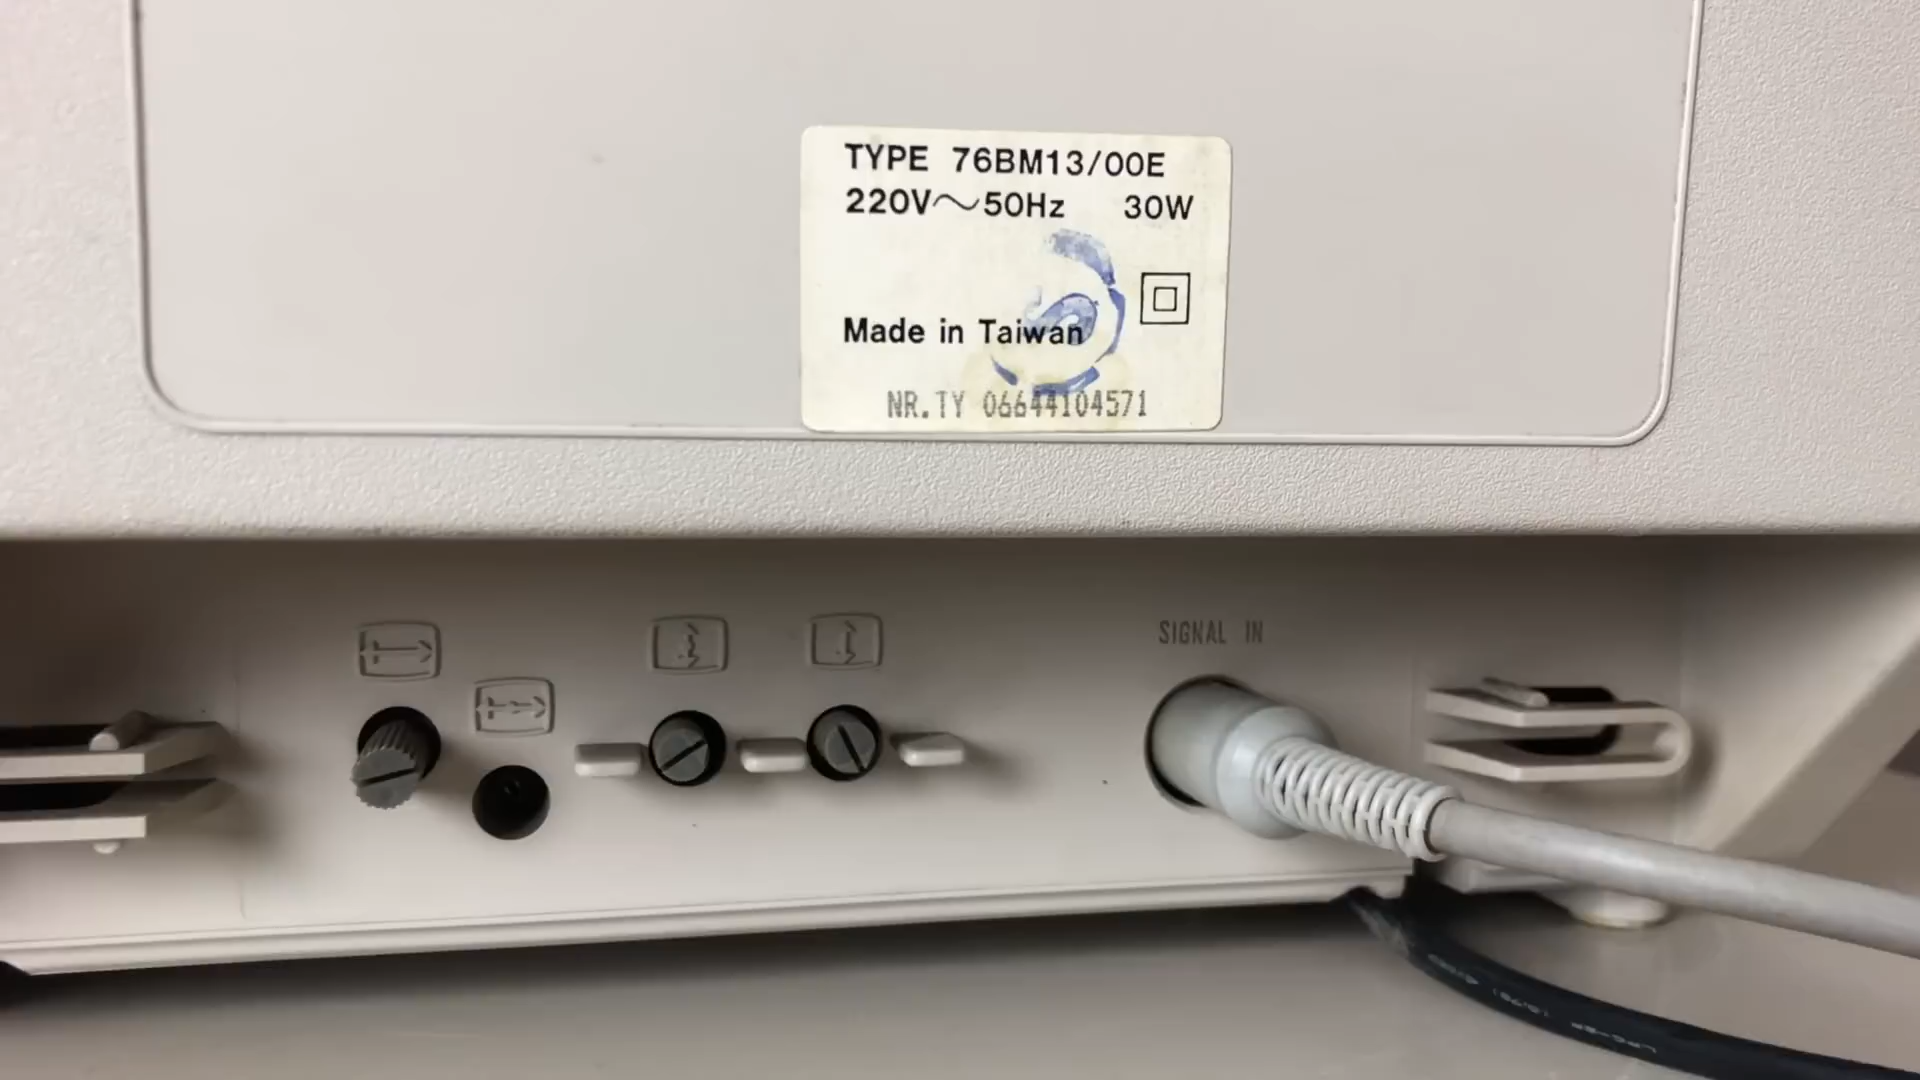 TYPE 76BM13/00E
220V～50Hz 30W
Made in Taiwan
NR.TY 06644104571
SIGNAL IN